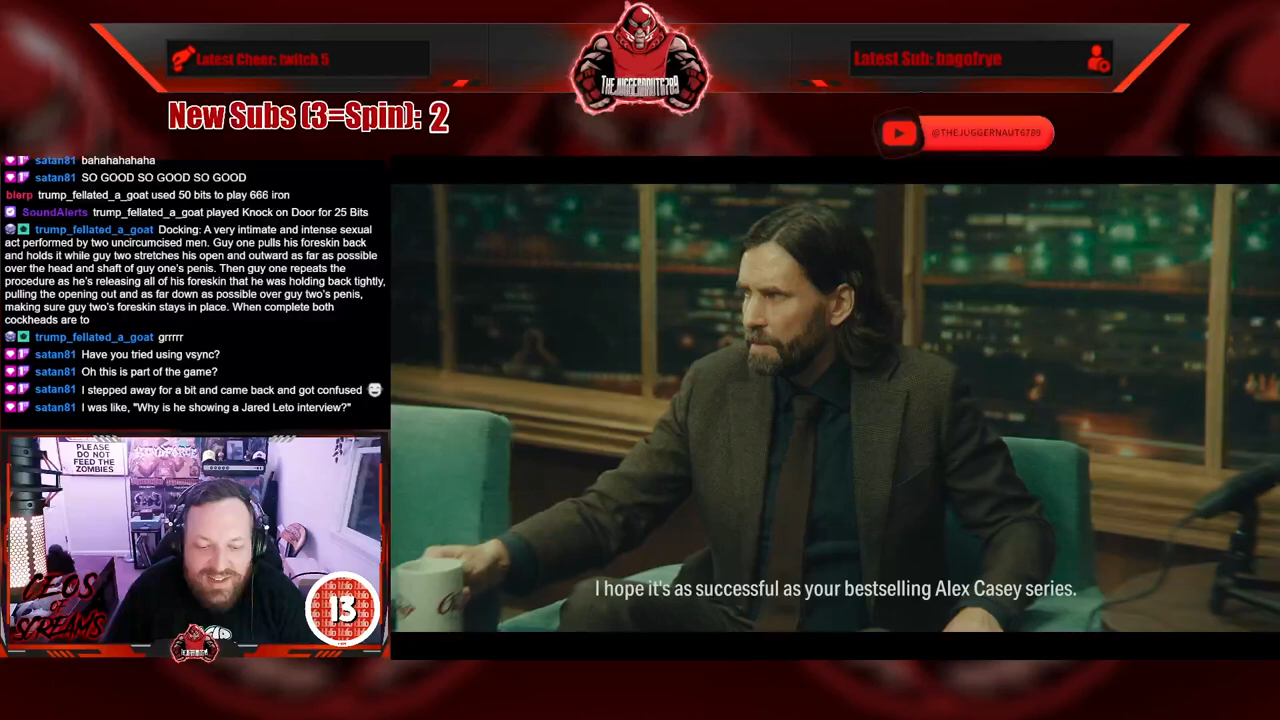 Latest Cheer: twitch 5
THEJUGGERNAUT6789
Latest Sub: bagofrye
New Subs (3=Spin): 2
@THEJUGGERNAUT6789
satan81 bahahahahaha
satan81 SO GOOD SO GOOD SO GOOD
blerp trump_fellated_a_goat used 50 bits to play 666 iron
SoundAlerts trump_fellated_a_goat played Knock on Door for 25 Bits
trump_fellated_a_goat Docking: A very intimate and intense sexual
act performed by two uncircumcised men. Guy one pulls his foreskin back
and holds it while guy two stretches his open and outward as far as possible
over the head and shaft of guy one's penis. Then guy one repeats the
procedure as he's releasing all of his foreskin that he was holding back tightly,
pulling the opening out and as far down as possible over guy two's penis,
making sure guy two's foreskin stays in place. When complete both
cockheads are to
trump_fellated_a_goat grrrrr
satan81 Have you tried using vsync?
satan81 Oh this is part of the game?
satan81 I stepped away for a bit and came back and got confused
satan81 I was like, "Why is he showing a Jared Leto interview?"
PLEASE
DO NOT
FEED THE
ZOMBIES
CEOS
OF
SCREAMS
13
I hope it's as successful as your bestselling Alex Casey series.